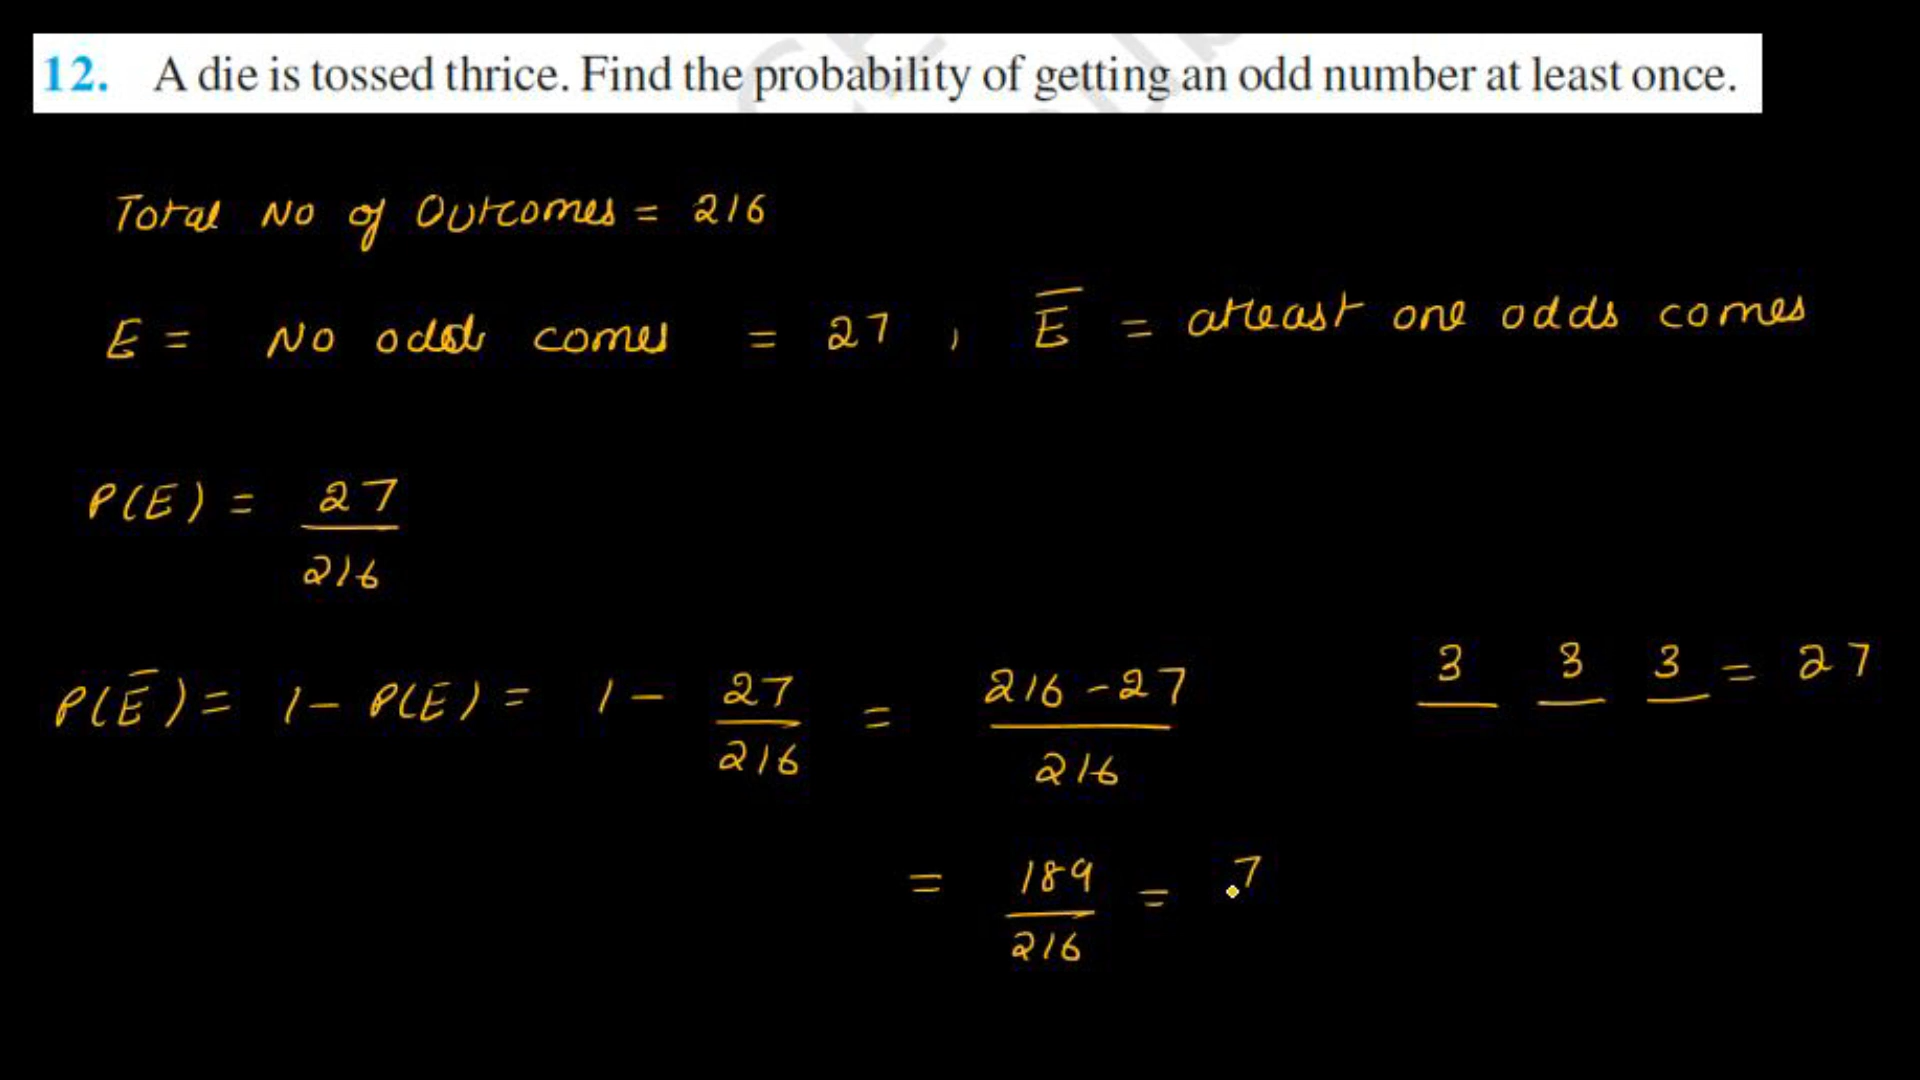 12. A die is tossed thrice. Find the probability of getting an odd number at least once.
Total No of Outcomes = 216
E = No odds comes = 27 , E̅ = atleast one odds comes
P(E) = 27/216
P(E̅) = 1 - P(E) = 1 - 27/216 = (216 - 27)/216
3 3 3 = 27
= 189/216 = 7